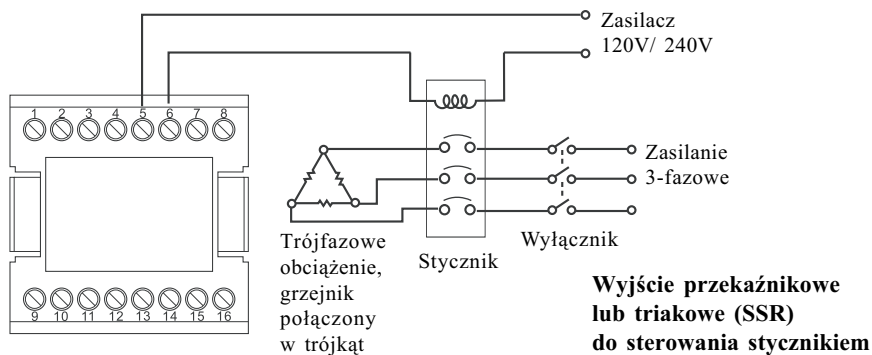 Zasilacz
120V/ 240V
1 2 3 4 5 6 7 8
Zasilanie
3-fazowe
Trójfazowe
obciążenie,
grzejnik
połączony
w trójkąt
Stycznik
Wyłącznik
9 10 11 12 13 14 15 16
Wyjście przekaźnikowe
lub triakowe (SSR)
do sterowania stycznikiem